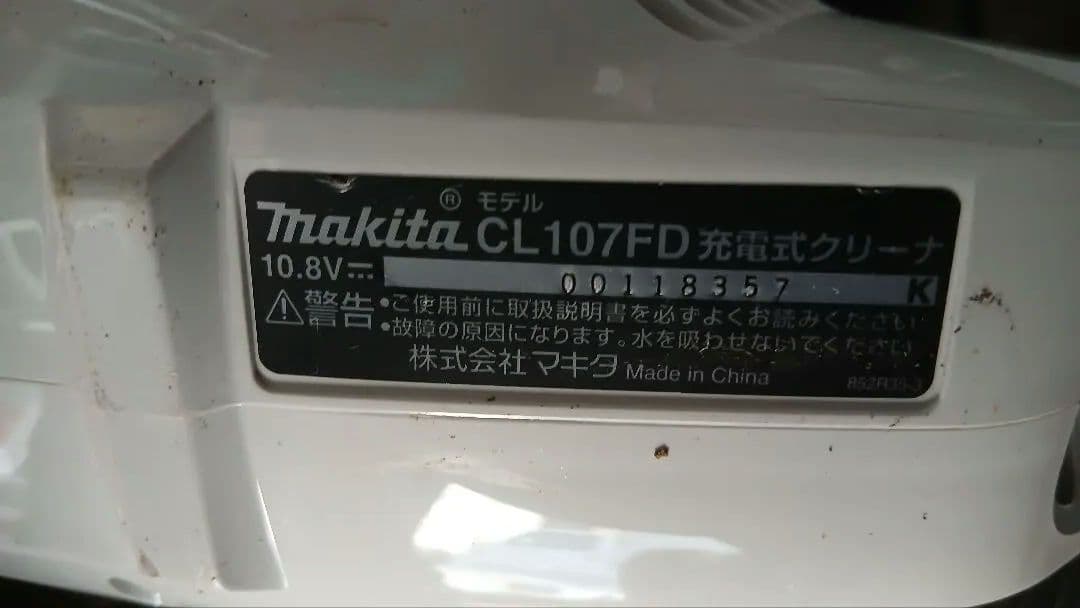 makita® モデル CL107FD 充電式クリーナ
10.8V⎓ 00118357 K
⚠警告 •ご使用前に取扱説明書を必ずよくお読みください
•故障の原因になります。水を吸わせないでください
株式会社マキタ Made in China